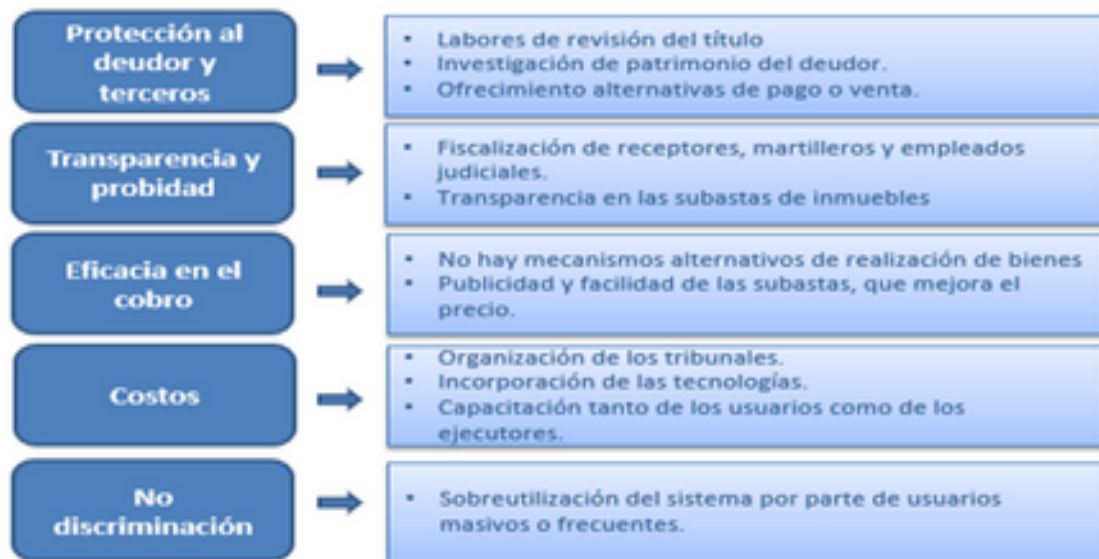 Protección al
deudor y
terceros
• Labores de revisión del título
• Investigación de patrimonio del deudor.
• Ofrecimiento alternativas de pago o venta.
Transparencia y
probidad
• Fiscalización de receptores, martilleros y empleados
judiciales.
• Transparencia en las subastas de inmuebles
Eficacia en el
cobro
• No hay mecanismos alternativos de realización de bienes
• Publicidad y facilidad de las subastas, que mejora el
precio.
Costos
• Organización de los tribunales.
• Incorporación de las tecnologías.
• Capacitación tanto de los usuarios como de los
ejecutores.
No
discriminación
• Sobreutilización del sistema por parte de usuarios
masivos o frecuentes.